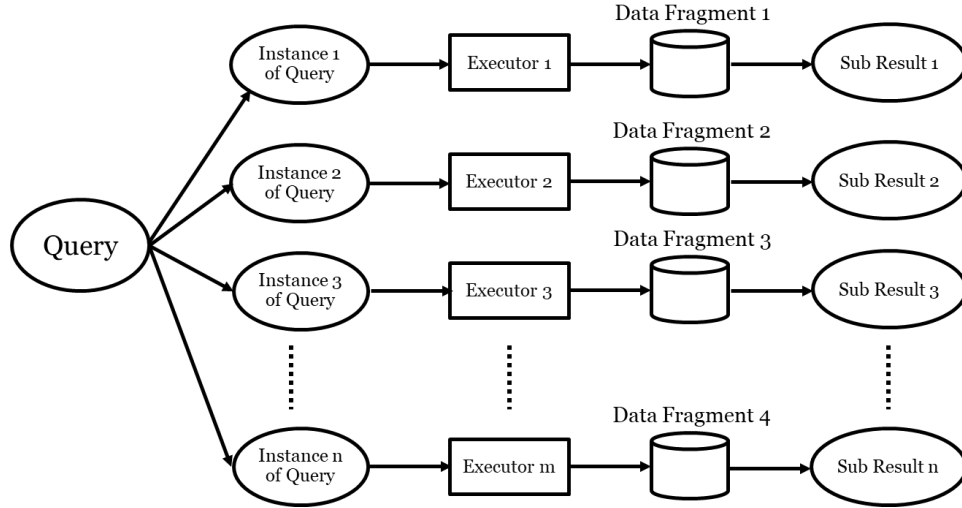 Data Fragment 1
Instance 1
of Query
Executor 1
Sub Result 1
Data Fragment 2
Instance 2
of Query
Executor 2
Sub Result 2
Query
Data Fragment 3
Instance 3
of Query
Executor 3
Sub Result 3
Data Fragment 4
Instance n
of Query
Executor m
Sub Result n